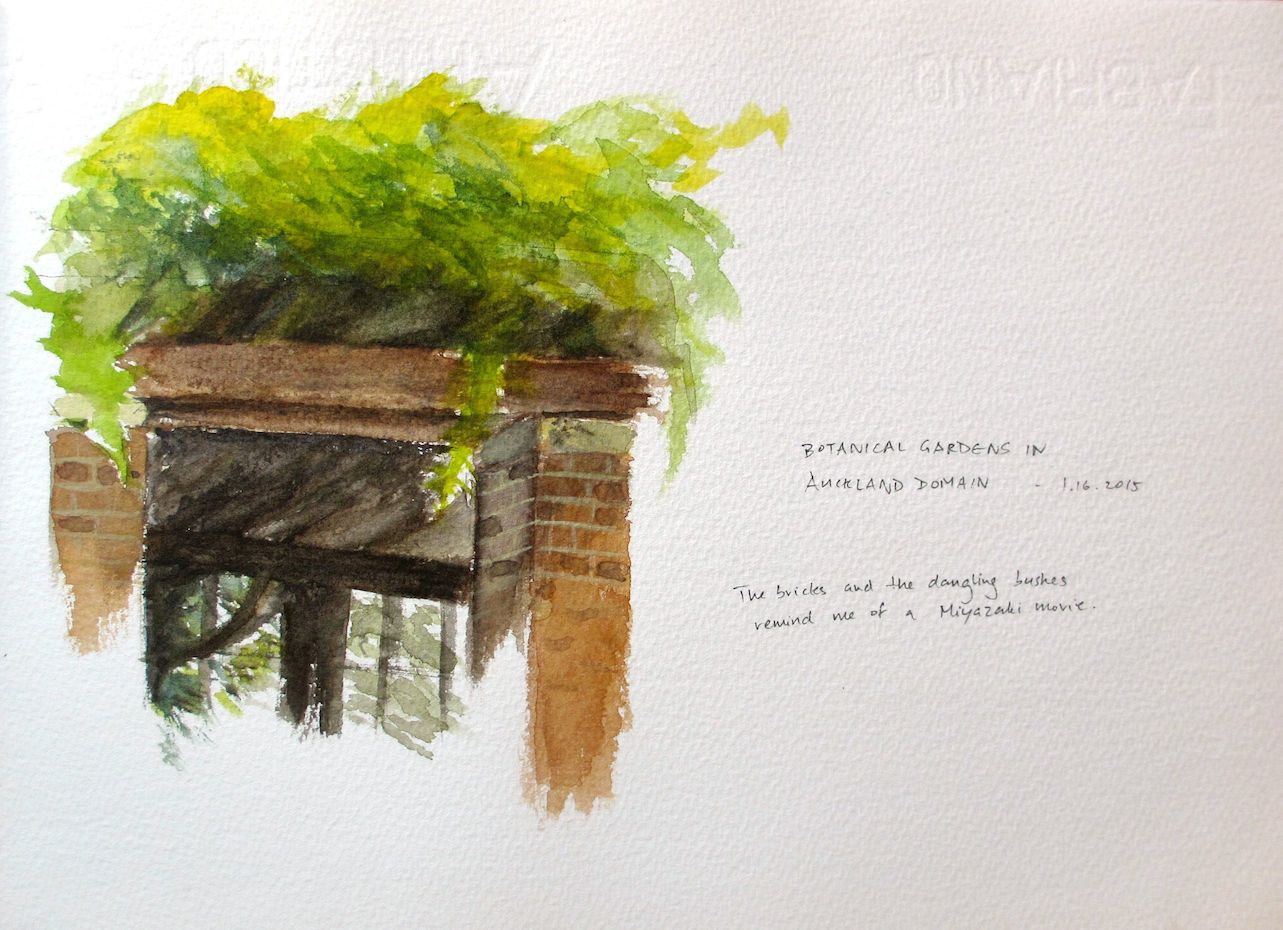 BOTANICAL GARDENS IN
AUCKLAND DOMAIN - 1.16.2015
The bricks and the dangling bushes
remind me of a Miyazaki movie.